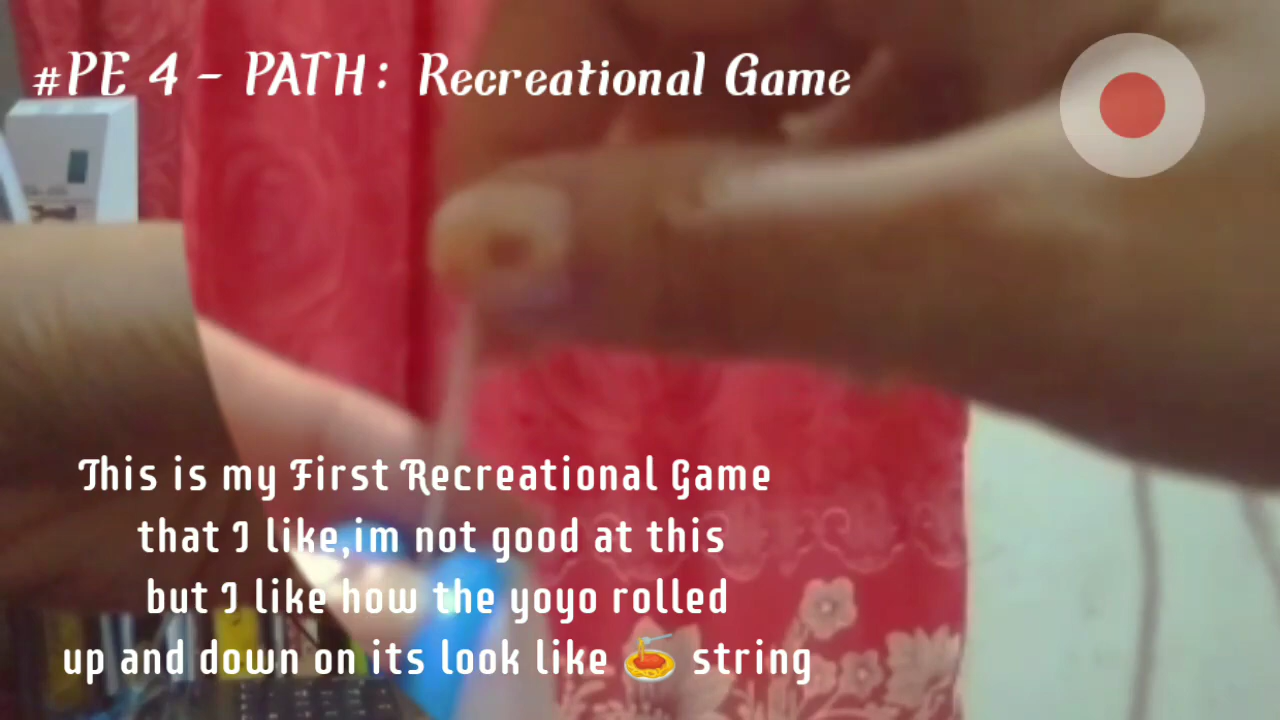 #PE 4 - PATH: Recreational Game
This is my First Recreational Game
that I like,im not good at this
but I like how the yoyo rolled
up and down on its look like 🍝 string